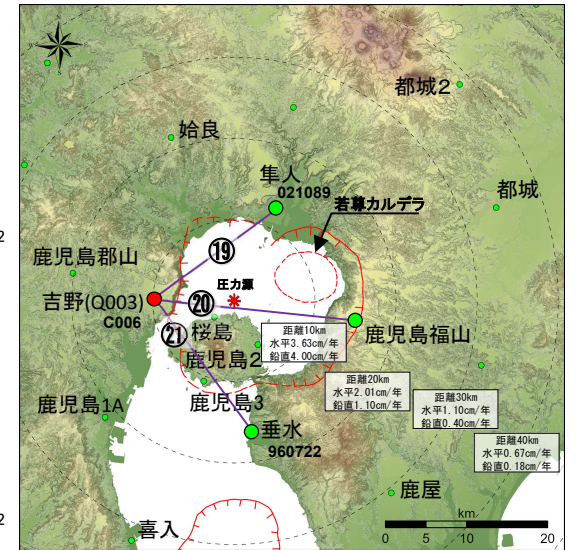 都城2
姶良
隼人
021089
若尊カルデラ
都城
2
鹿児島郡山
⑲
圧力源
吉野(Q003)
C006
⑳
㉑
桜島
鹿児島2
鹿児島福山
距離10km
水平3.63cm/年
鉛直4.00cm/年
距離20km
水平2.01cm/年
鉛直1.10cm/年
距離30km
水平1.10cm/年
鉛直0.40cm/年
距離40km
水平0.67cm/年
鉛直0.18cm/年
鹿児島3
鹿児島1A
垂水
960722
鹿屋
2
喜入
km
0 5 10 20